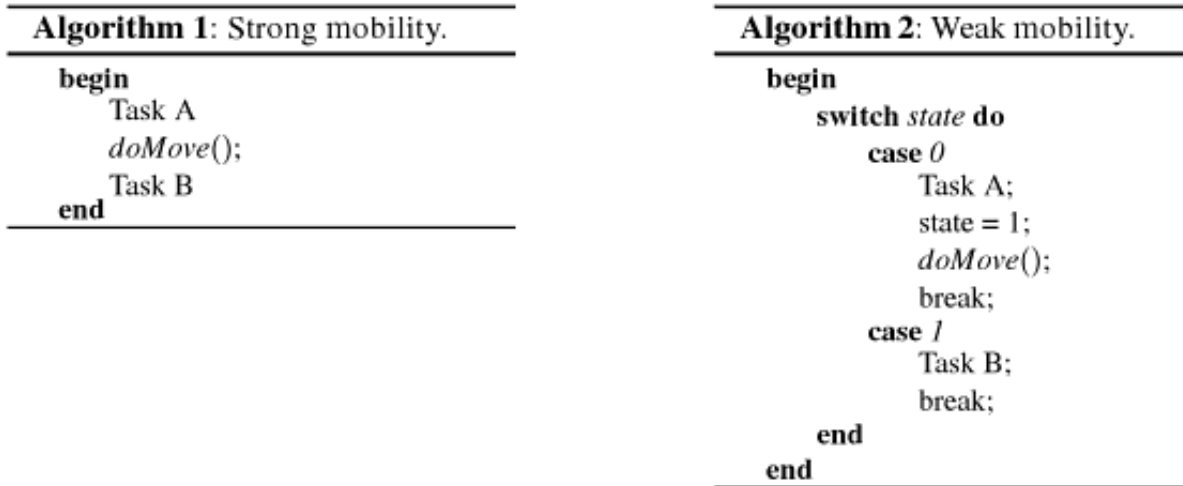 Algorithm 1: Strong mobility.
begin
Task A
doMove();
Task B
end
Algorithm 2: Weak mobility.
begin
switch state do
case 0
Task A;
state = 1;
doMove();
break;
case 1
Task B;
break;
end
end